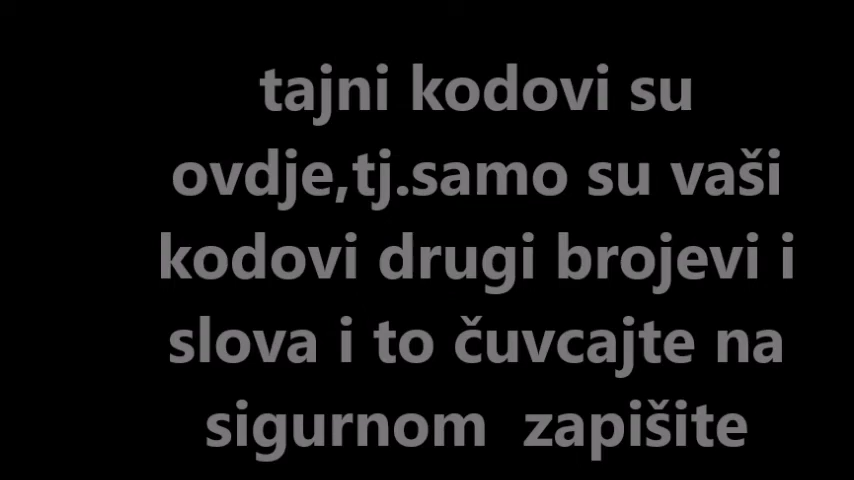 tajni kodovi su
ovdje,tj.samo su vaši
kodovi drugi brojevi i
slova i to čuvcajte na
sigurnom zapišite